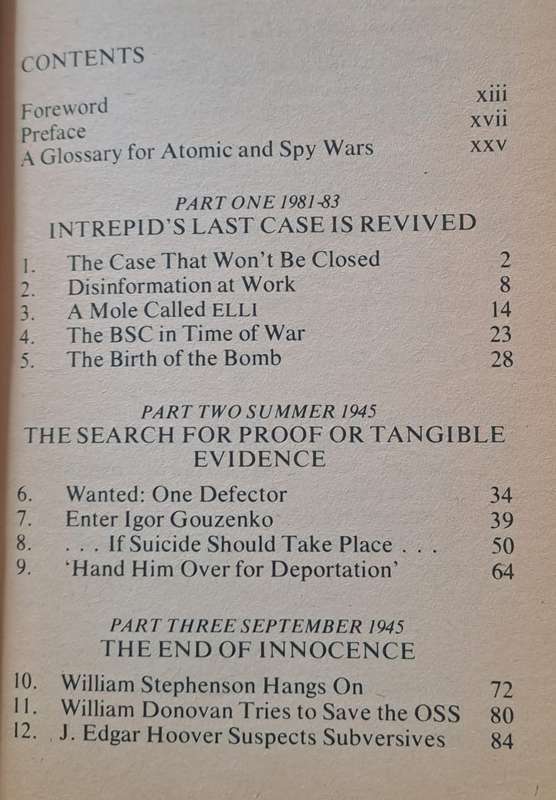 CONTENTS
Foreword xiii
Preface xvii
A Glossary for Atomic and Spy Wars xxv
PART ONE 1981-83
INTREPID'S LAST CASE IS REVIVED
1. The Case That Won't Be Closed 2
2. Disinformation at Work 8
3. A Mole Called ELLI 14
4. The BSC in Time of War 23
5. The Birth of the Bomb 28
PART TWO SUMMER 1945
THE SEARCH FOR PROOF OR TANGIBLE
EVIDENCE
6. Wanted: One Defector 34
7. Enter Igor Gouzenko 39
8. . . . If Suicide Should Take Place . . . 50
9. 'Hand Him Over for Deportation' 64
PART THREE SEPTEMBER 1945
THE END OF INNOCENCE
10. William Stephenson Hangs On 72
11. William Donovan Tries to Save the OSS 80
12. J. Edgar Hoover Suspects Subversives 84